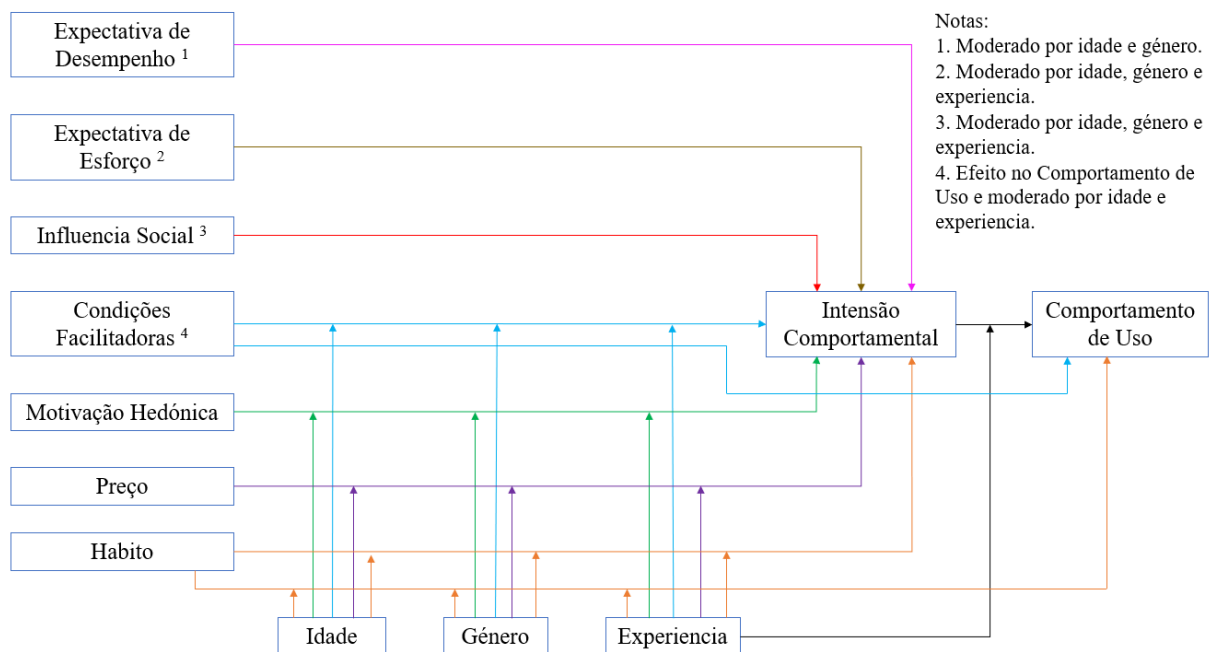 Expectativa de
Desempenho ¹
Notas:
1. Moderado por idade e género.
2. Moderado por idade, género e
experiencia.
3. Moderado por idade, género e
experiencia.
4. Efeito no Comportamento de
Uso e moderado por idade e
experiencia.
Expectativa de
Esforço ²
Influencia Social ³
Condições
Facilitadoras ⁴
Intensão
Comportamental
Comportamento
de Uso
Motivação Hedónica
Preço
Habito
Idade
Género
Experiencia